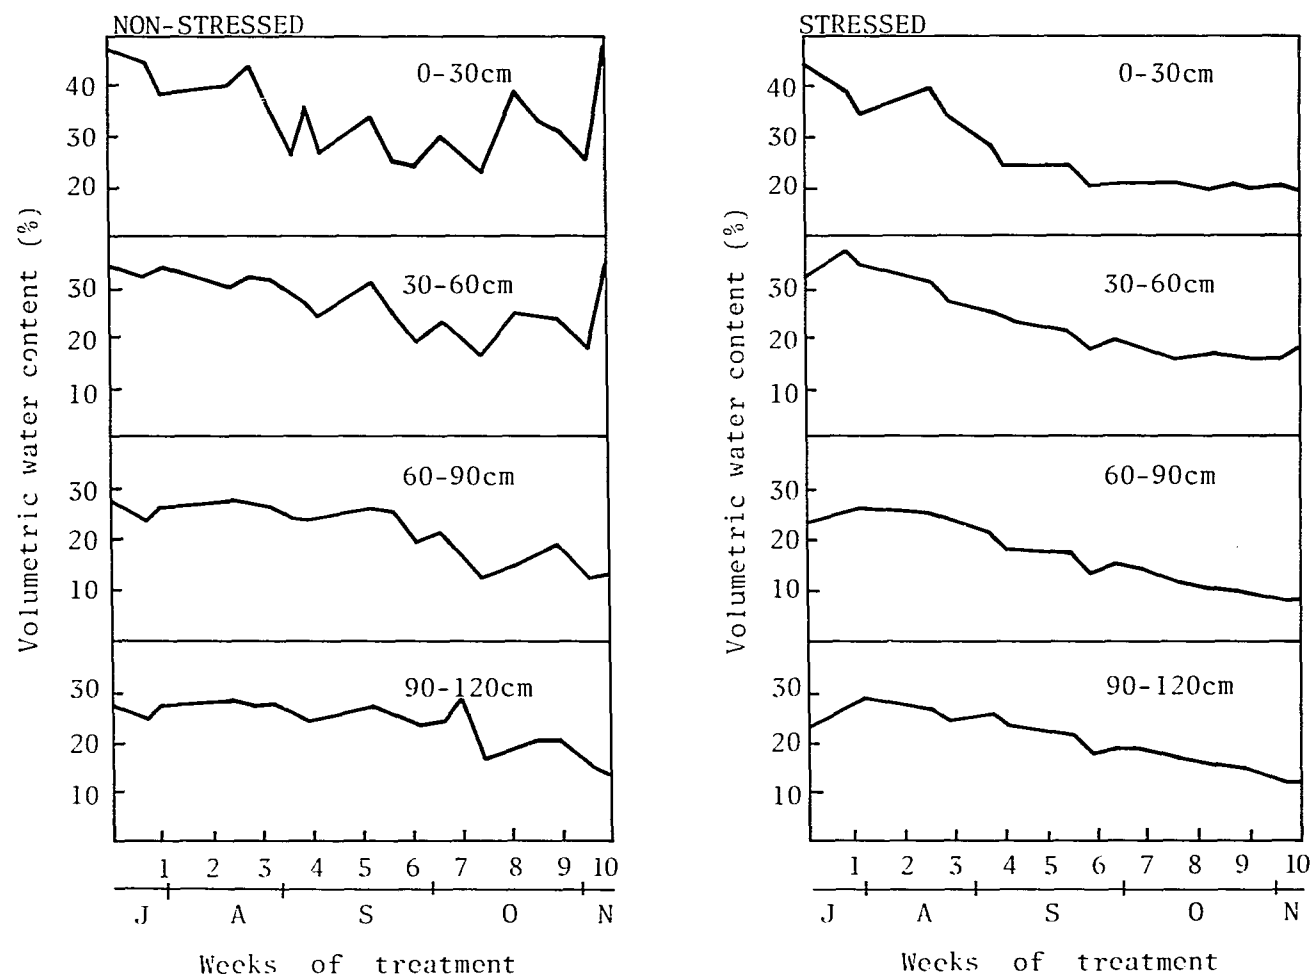 NON-STRESSED
STRESSED
0-30cm
40
30
20
30-60cm
30
20
10
60-90cm
30
20
10
90-120cm
30
20
10
Volumetric water content (%)
1 2 3 4 5 6 7 8 9 10
J A S O N
Weeks of treatment
0-30cm
40
30
20
30-60cm
30
20
10
60-90cm
30
20
10
90-120cm
30
20
10
Volumetric water content (%)
1 2 3 4 5 6 7 8 9 10
J A S O N
Weeks of treatment